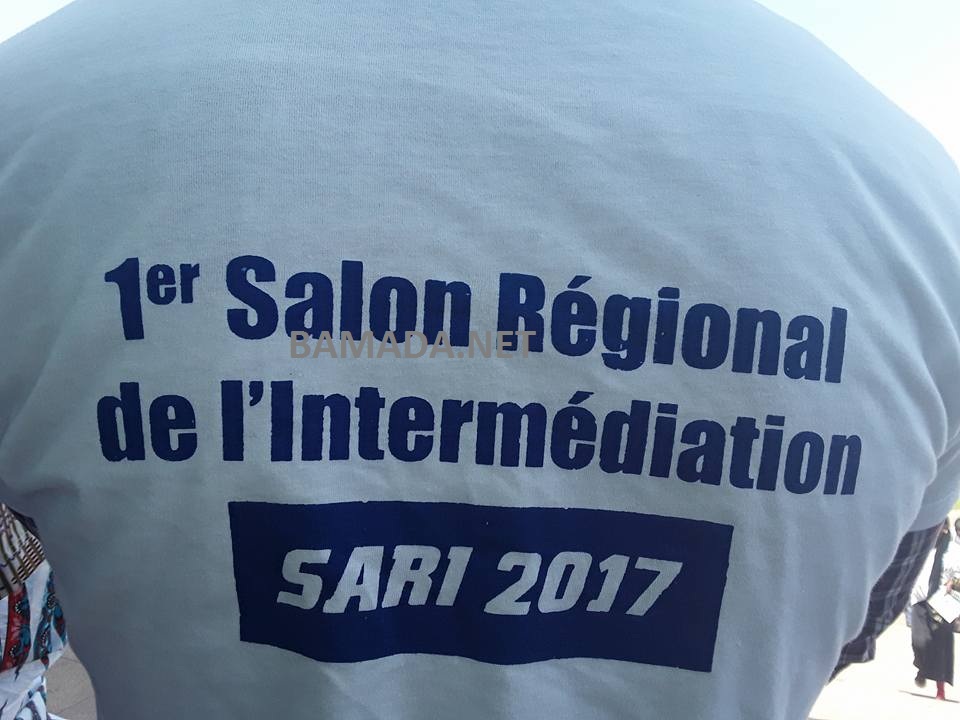 1er Salon Régional
BAMADA.NET
de l'Intermédiation
SARI 2017